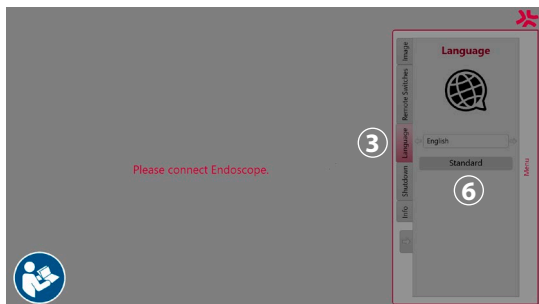 Image
Remote Switches
Language
Shutdown
Info
Language
English
Standard
Menu
Please connect Endoscope.
3
6